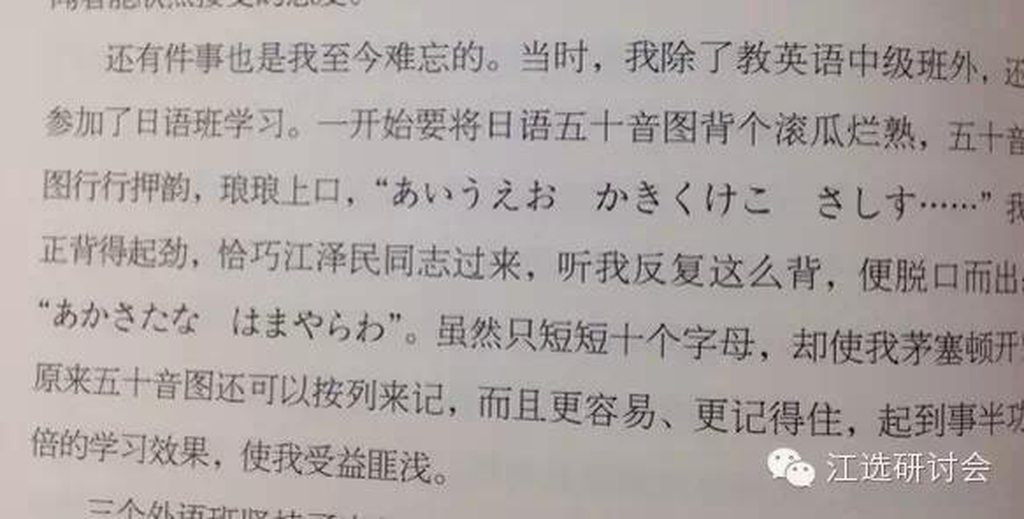 还有件事也是我至今难忘的。当时，我除了教英语中级班外，还
参加了日语班学习。一开始要将日语五十音图背个滚瓜烂熟，五十音
图行行押韵，琅琅上口，“あいうえお　かきくけこ　さしす……”我
正背得起劲，恰巧江泽民同志过来，听我反复这么背，便脱口而出
“あかさたな　はまやらわ”。虽然只短短十个字母，却使我茅塞顿开
原来五十音图还可以按列来记，而且更容易、更记得住，起到事半功
倍的学习效果，使我受益匪浅。
三个外语班坚持了
江选研讨会